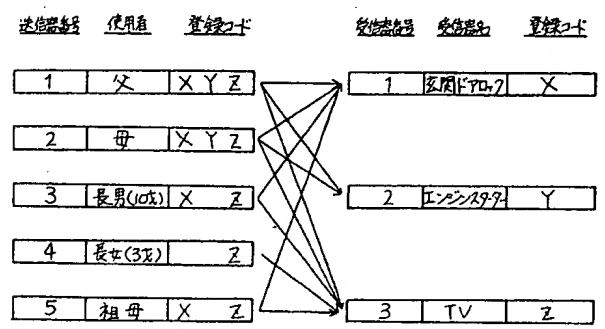 送信器番号 使用者 登録コード 受信器番号 受信器名 登録コード
1 父 X Y Z 1 玄関ドアロック X
2 母 X Y Z
3 長男(10才) X Z 2 エンジンスターター Y
4 長女(3才) Z
5 祖母 X Z 3 TV Z